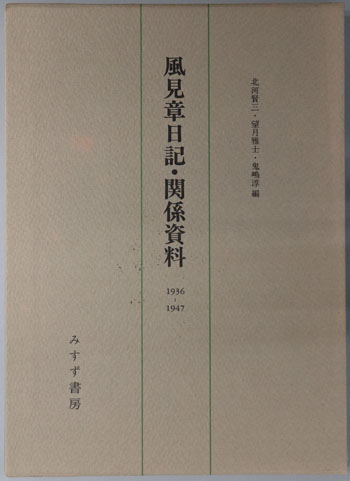 北河賢三・望月雅士・鬼嶋淳 編
風見章日記・関係資料
1936
-
1947
みすず書房